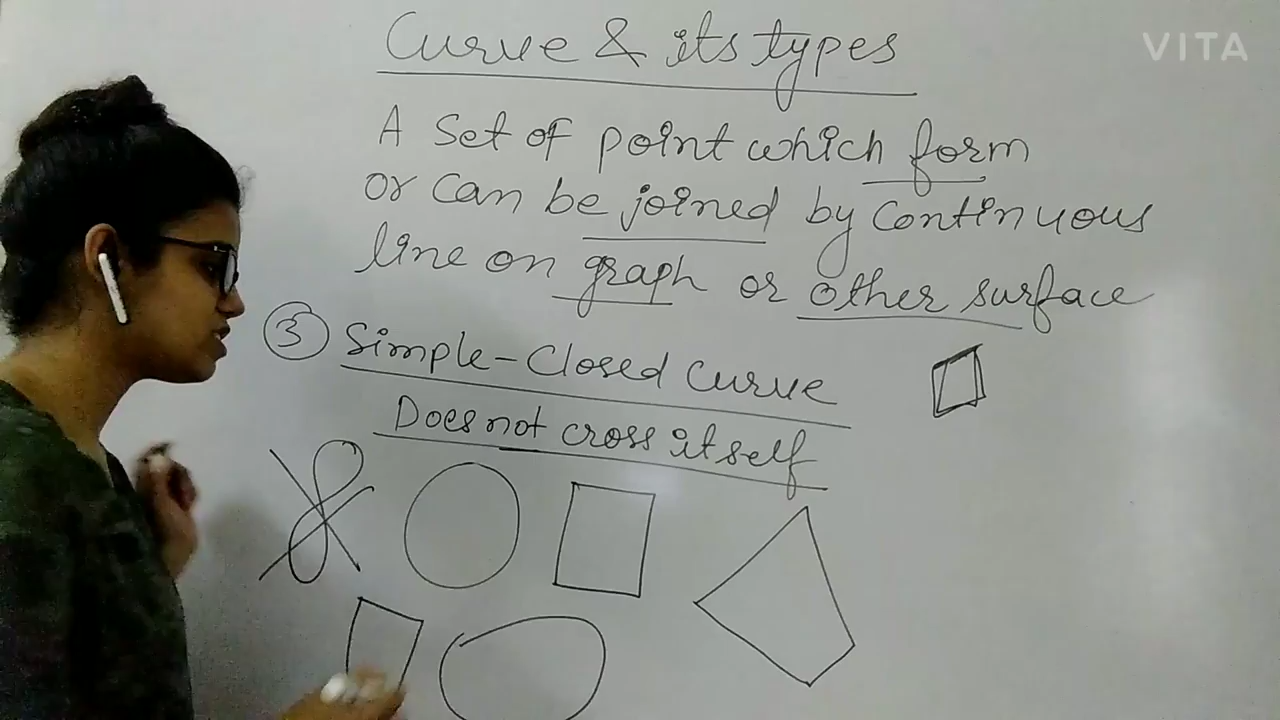 Curve & its types
VITA
A set of point which form
or can be joined by continuous
line on graph or other surface
③ Simple-Closed Curve
Does not cross itself